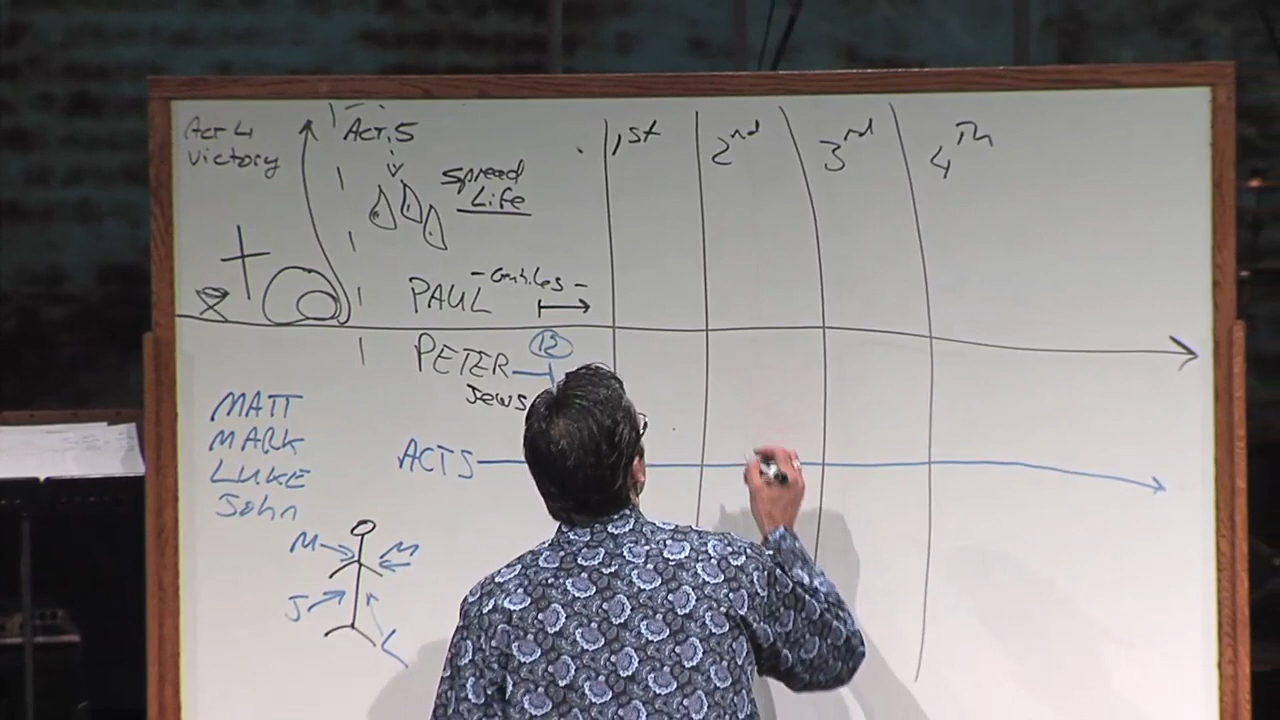 Act 4
Victory
Act 5
Spread
Life
1st
2nd
3rd
4Th
PAUL -Gentiles-
PETER 12
Jews
MATT
MARK
LUKE
John
ACTS
M M
J L